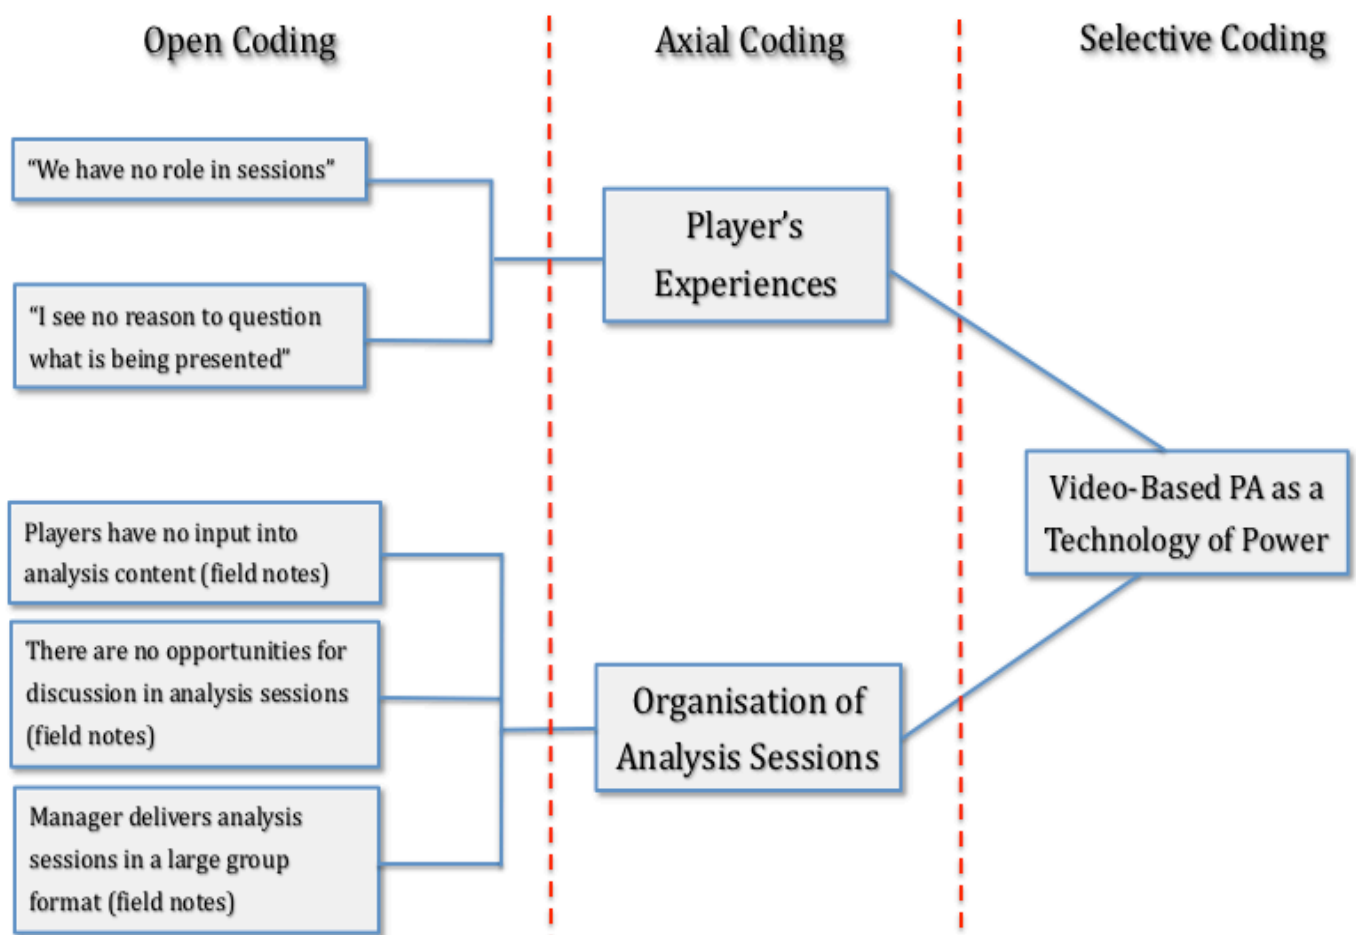 Open Coding
Axial Coding
Selective Coding
“We have no role in sessions”
“I see no reason to question
what is being presented”
Player’s
Experiences
Players have no input into
analysis content (field notes)
There are no opportunities for
discussion in analysis sessions
(field notes)
Manager delivers analysis
sessions in a large group
format (field notes)
Organisation of
Analysis Sessions
Video-Based PA as a
Technology of Power